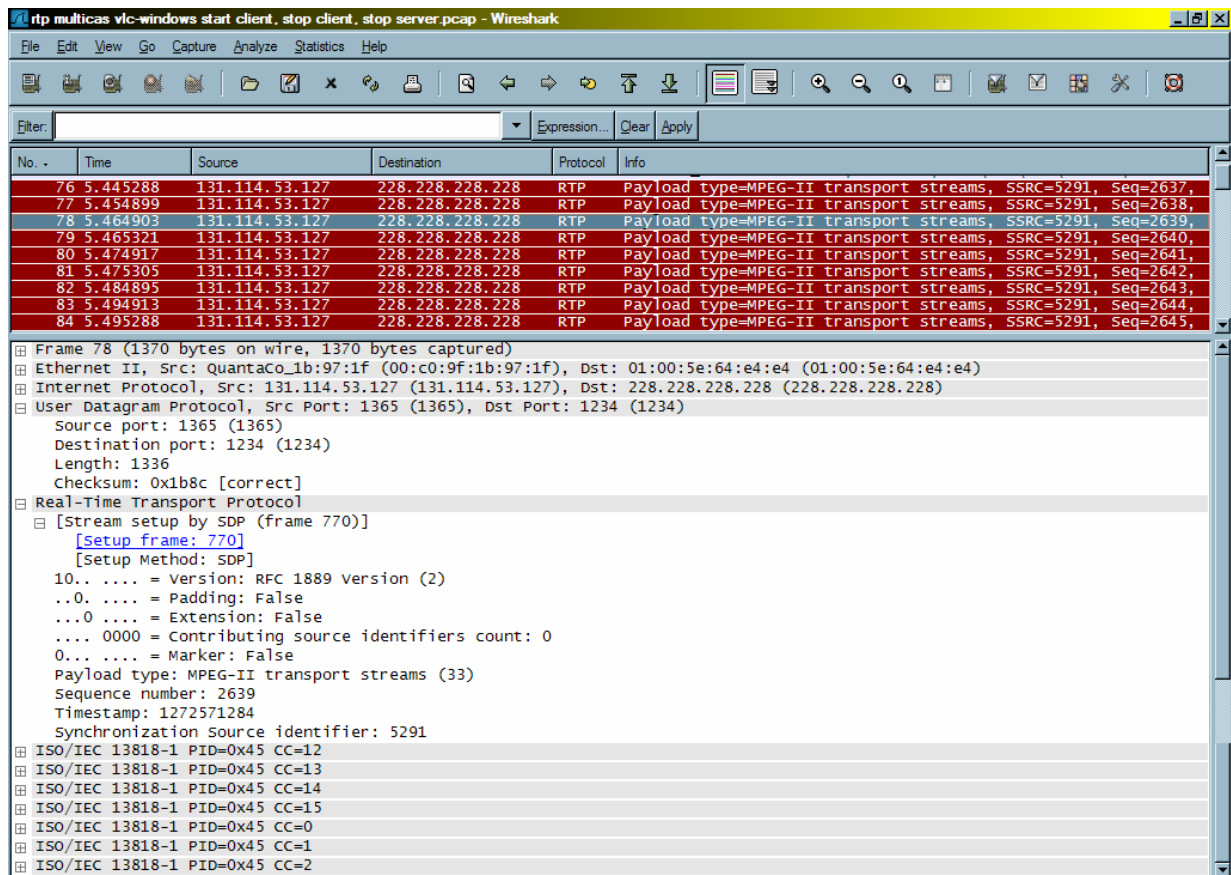 rtp multicas vlc-windows start client, stop client, stop server.pcap - Wireshark
File Edit View Go Capture Analyze Statistics Help
Filter: Expression... Clear Apply
No. - Time Source Destination Protocol Info
76 5.445288 131.114.53.127 228.228.228.228 RTP Payload type=MPEG-II transport streams, SSRC=5291, Seq=2637,
77 5.454899 131.114.53.127 228.228.228.228 RTP Payload type=MPEG-II transport streams, SSRC=5291, Seq=2638,
78 5.464903 131.114.53.127 228.228.228.228 RTP Payload type=MPEG-II transport streams, SSRC=5291, Seq=2639,
79 5.465321 131.114.53.127 228.228.228.228 RTP Payload type=MPEG-II transport streams, SSRC=5291, Seq=2640,
80 5.474917 131.114.53.127 228.228.228.228 RTP Payload type=MPEG-II transport streams, SSRC=5291, Seq=2641,
81 5.475305 131.114.53.127 228.228.228.228 RTP Payload type=MPEG-II transport streams, SSRC=5291, Seq=2642,
82 5.484895 131.114.53.127 228.228.228.228 RTP Payload type=MPEG-II transport streams, SSRC=5291, Seq=2643,
83 5.494913 131.114.53.127 228.228.228.228 RTP Payload type=MPEG-II transport streams, SSRC=5291, Seq=2644,
84 5.495288 131.114.53.127 228.228.228.228 RTP Payload type=MPEG-II transport streams, SSRC=5291, Seq=2645,
Frame 78 (1370 bytes on wire, 1370 bytes captured)
Ethernet II, Src: QuantaCo_1b:97:1f (00:c0:9f:1b:97:1f), Dst: 01:00:5e:64:e4:e4 (01:00:5e:64:e4:e4)
Internet Protocol, Src: 131.114.53.127 (131.114.53.127), Dst: 228.228.228.228 (228.228.228.228)
User Datagram Protocol, Src Port: 1365 (1365), Dst Port: 1234 (1234)
Source port: 1365 (1365)
Destination port: 1234 (1234)
Length: 1336
Checksum: 0x1b8c [correct]
Real-Time Transport Protocol
[Stream setup by SDP (frame 770)]
[Setup frame: 770]
[Setup Method: SDP]
10.. .... = Version: RFC 1889 Version (2)
..0. .... = Padding: False
...0 .... = Extension: False
.... 0000 = Contributing source identifiers count: 0
0... .... = Marker: False
Payload type: MPEG-II transport streams (33)
Sequence number: 2639
Timestamp: 1272571284
Synchronization Source identifier: 5291
ISO/IEC 13818-1 PID=0x45 CC=12
ISO/IEC 13818-1 PID=0x45 CC=13
ISO/IEC 13818-1 PID=0x45 CC=14
ISO/IEC 13818-1 PID=0x45 CC=15
ISO/IEC 13818-1 PID=0x45 CC=0
ISO/IEC 13818-1 PID=0x45 CC=1
ISO/IEC 13818-1 PID=0x45 CC=2